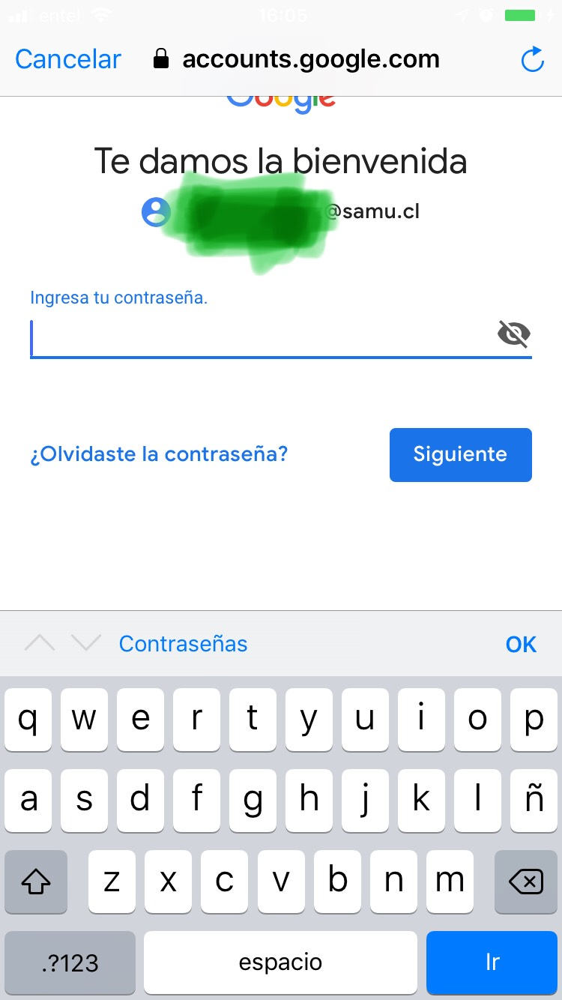 entel 16:05
Cancelar accounts.google.com
Google
Te damos la bienvenida
@samu.cl
Ingresa tu contraseña.
¿Olvidaste la contraseña? Siguiente
Contraseñas OK
q w e r t y u i o p
a s d f g h j k l ñ
z x c v b n m
.?123 espacio Ir